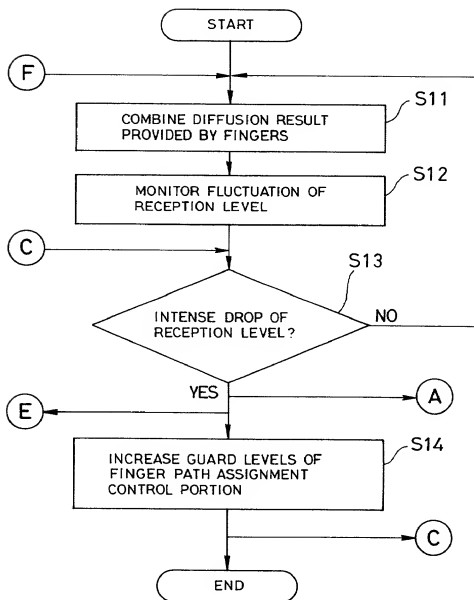 START
F
S11
COMBINE DIFFUSION RESULT
PROVIDED BY FINGERS
S12
MONITOR FLUCTUATION OF
RECEPTION LEVEL
C
S13
INTENSE DROP OF
RECEPTION LEVEL?
NO
YES
A
E
S14
INCREASE GUARD LEVELS OF
FINGER PATH ASSIGNMENT
CONTROL PORTION
C
END